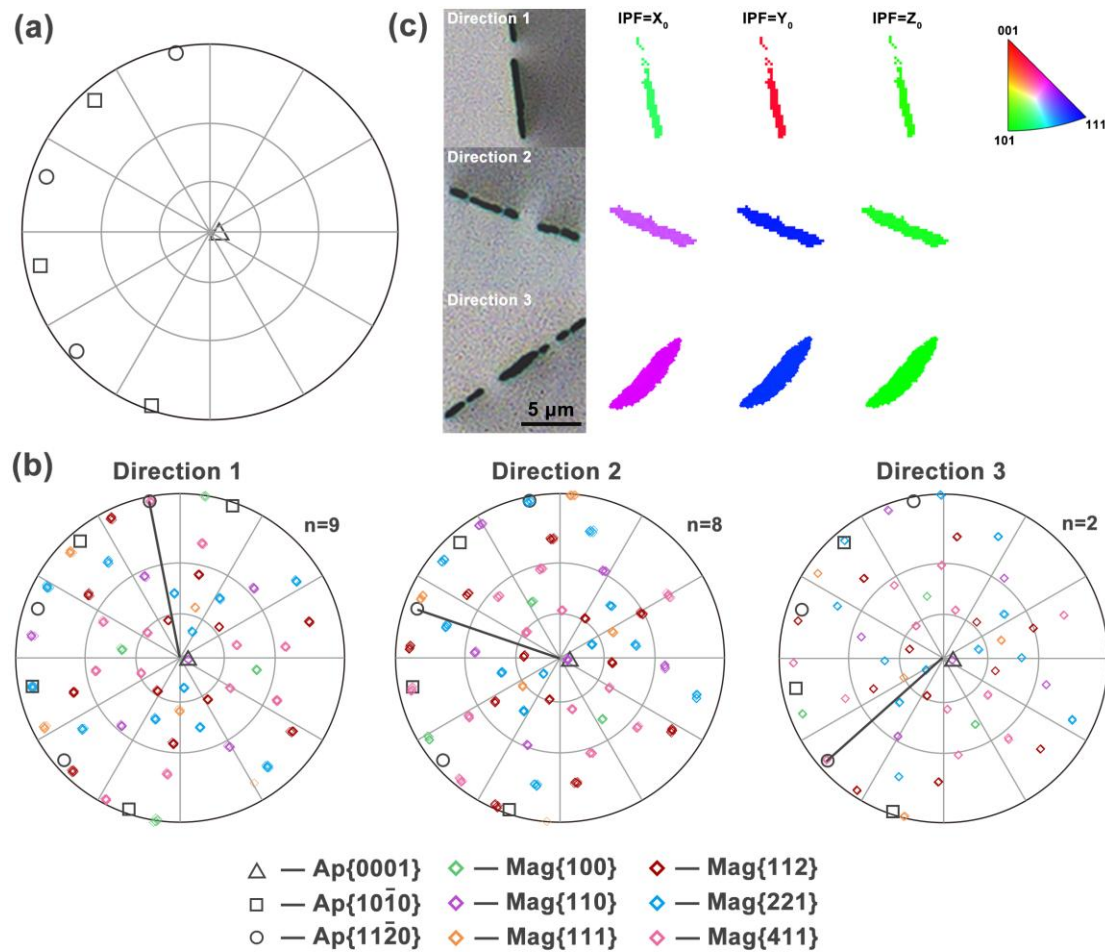 (a)
(c)
Direction 1
IPF=X₀
IPF=Y₀
IPF=Z₀
001
101
111
Direction 2
Direction 3
5 µm
(b)
Direction 1
n=9
Direction 2
n=8
Direction 3
n=2
△ — Ap{0001}
□ — Ap{101̄0}
○ — Ap{112̄0}
◇ — Mag{100}
◇ — Mag{110}
◇ — Mag{111}
◇ — Mag{112}
◇ — Mag{221}
◇ — Mag{411}